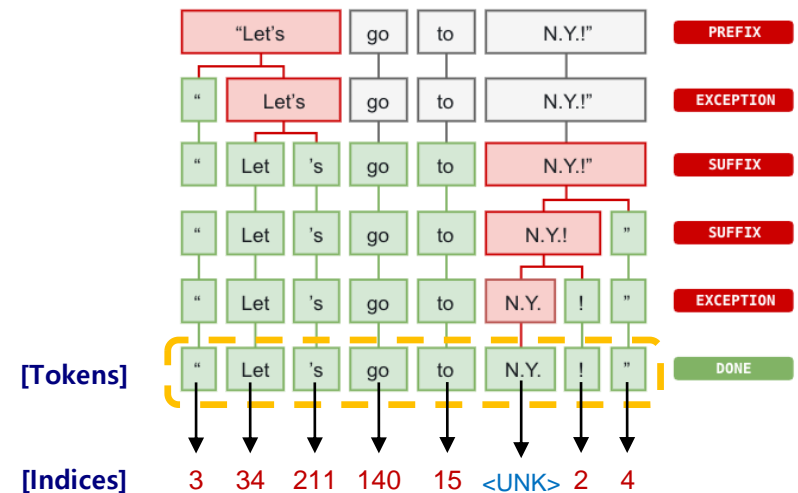 “Let’s go to N.Y.!” PREFIX
“ Let’s go to N.Y.!” EXCEPTION
“ Let ’s go to N.Y.!” SUFFIX
“ Let ’s go to N.Y.! ” SUFFIX
“ Let ’s go to N.Y. ! ” EXCEPTION
[Tokens] “ Let ’s go to N.Y. ! ” DONE
[Indices] 3 34 211 140 15 <UNK> 2 4